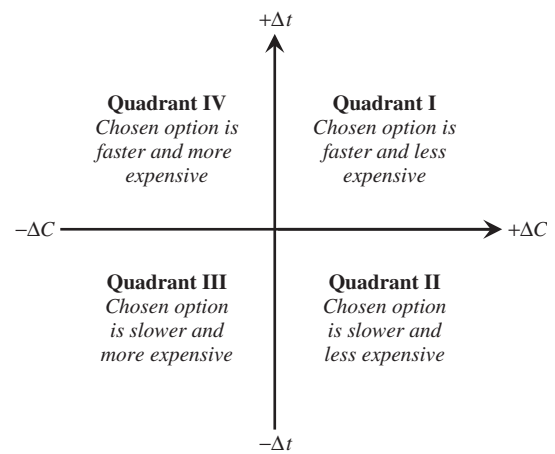 +Δt
Quadrant IV
Chosen option is
faster and more
expensive
Quadrant I
Chosen option is
faster and less
expensive
−ΔC
+ΔC
Quadrant III
Chosen option
is slower and
more expensive
Quadrant II
Chosen option
is slower and
less expensive
−Δt